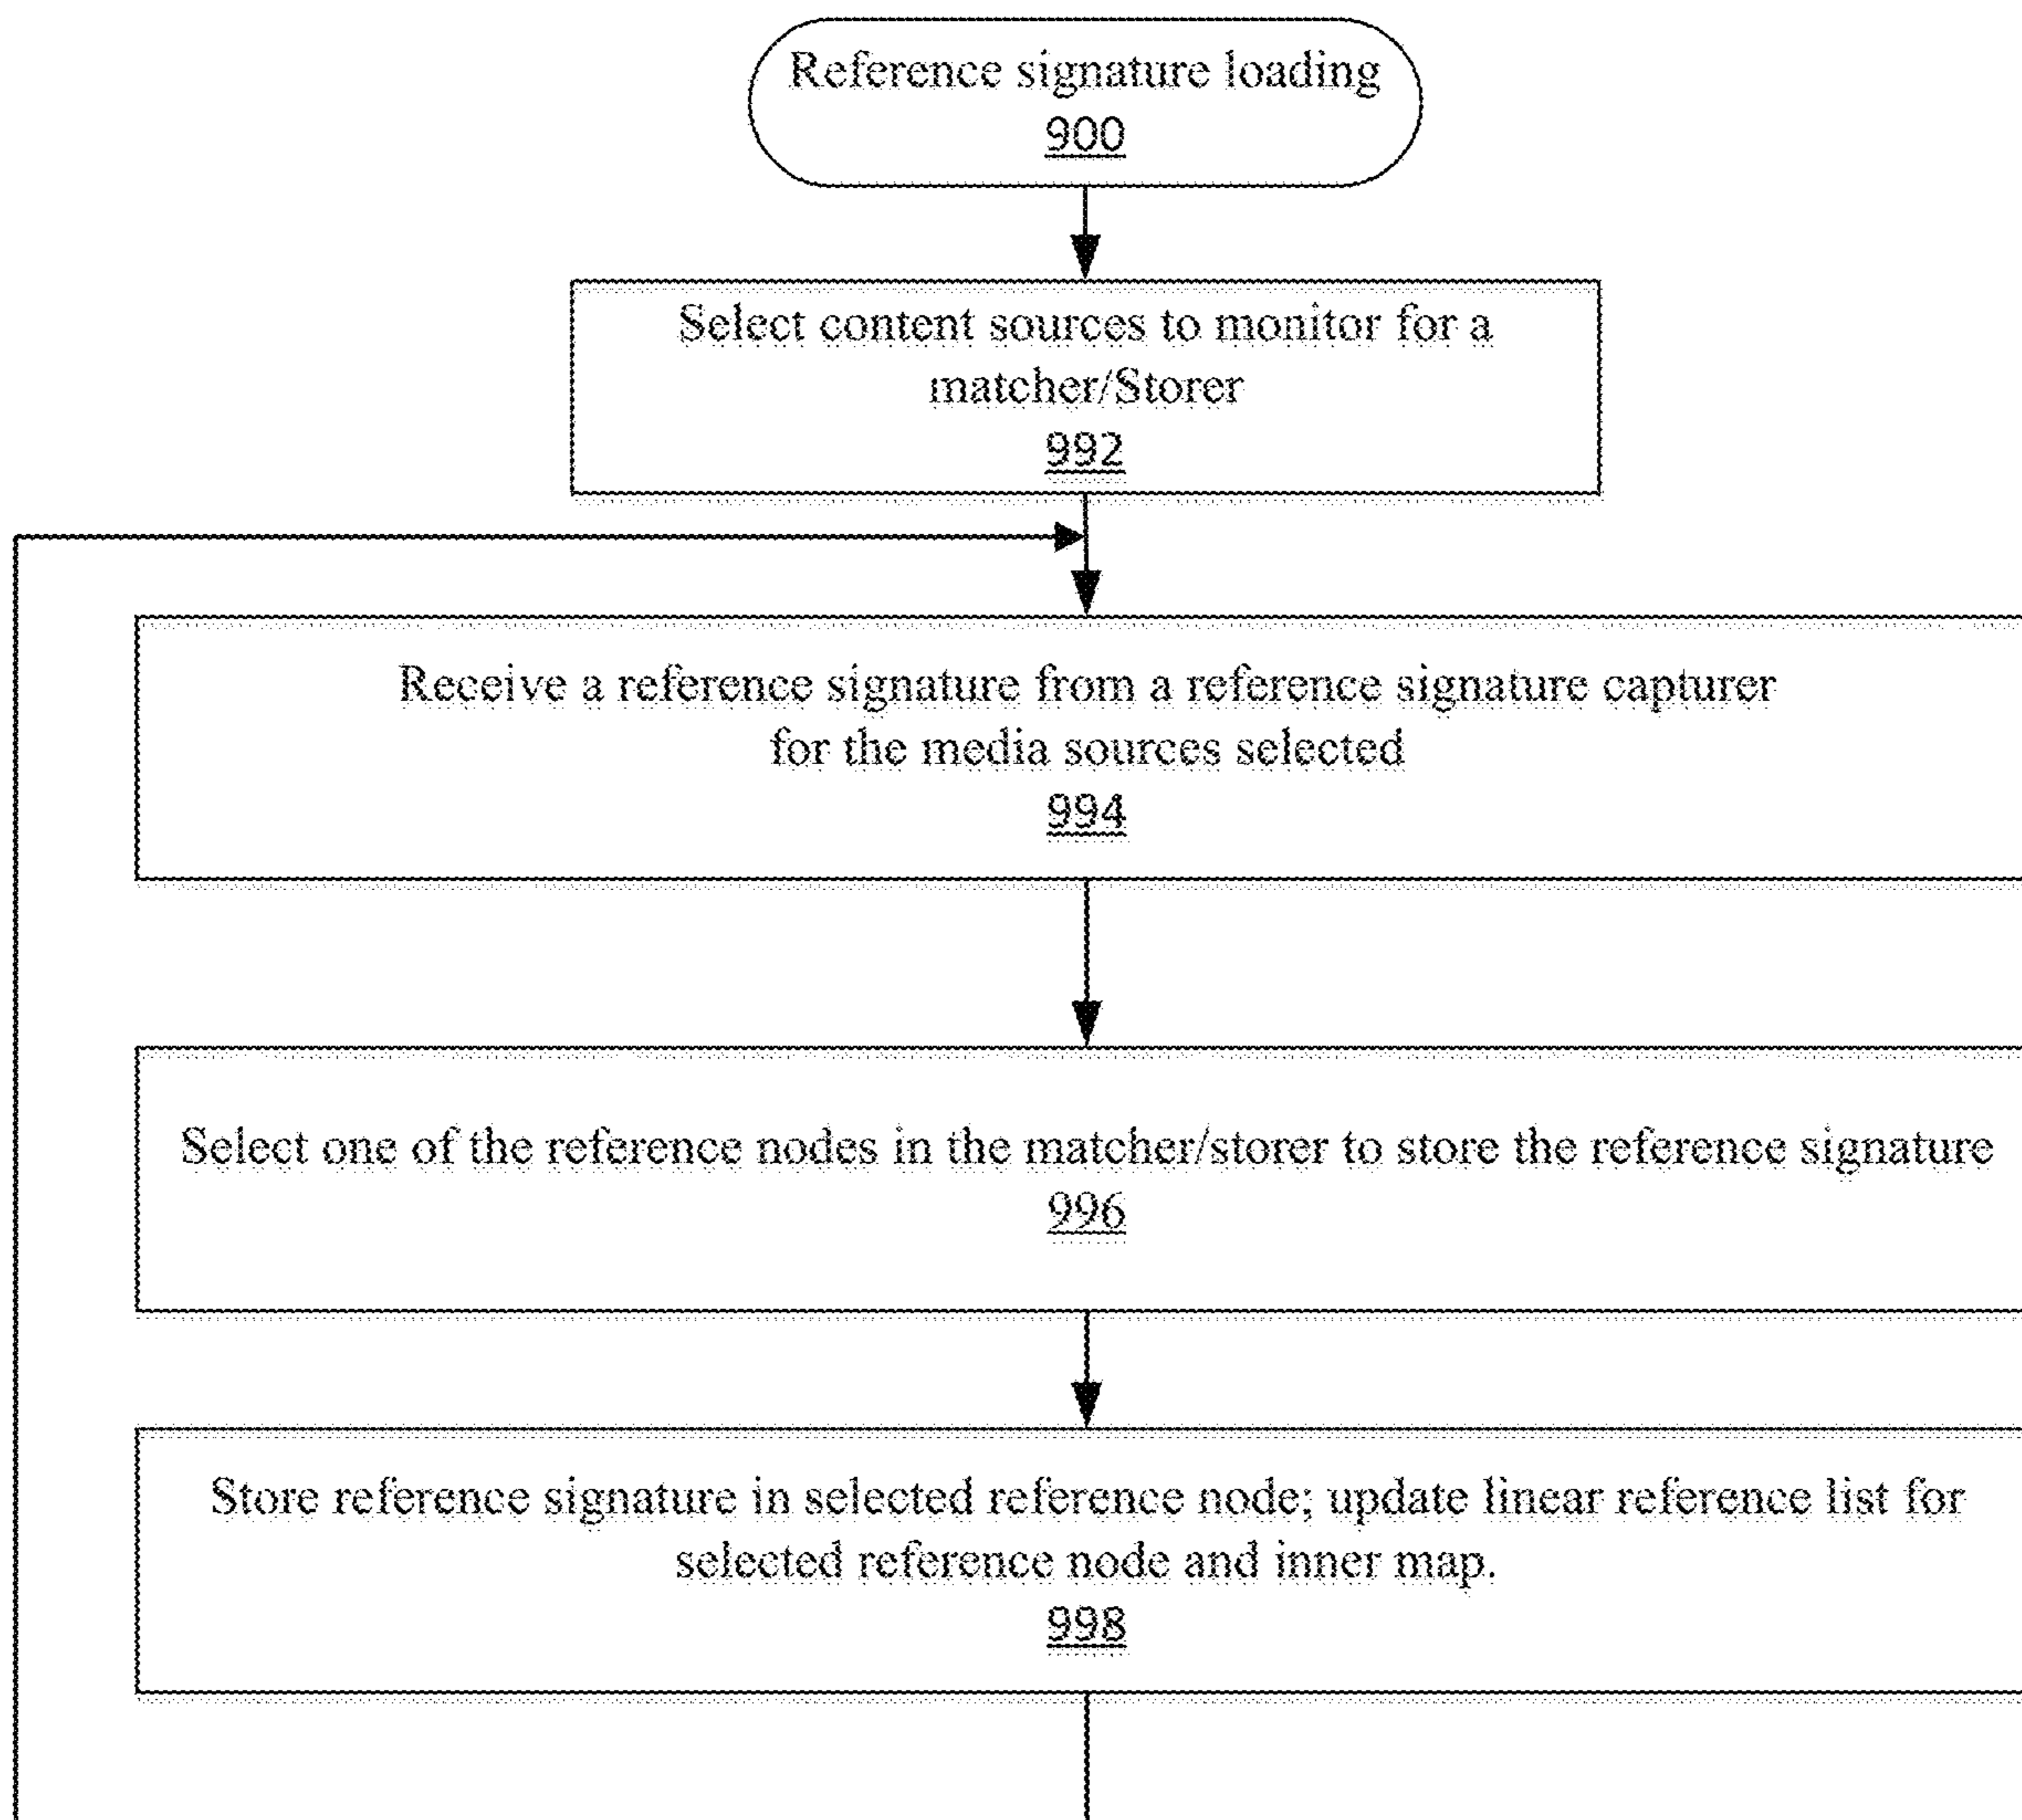 Reference signature loading
900
Select content sources to monitor for a
matcher/Storer
992
Receive a reference signature from a reference signature capturer
for the media sources selected
994
Select one of the reference nodes in the matcher/storer to store the reference signature
996
Store reference signature in selected reference node; update linear reference list for
selected reference node and inner map.
998